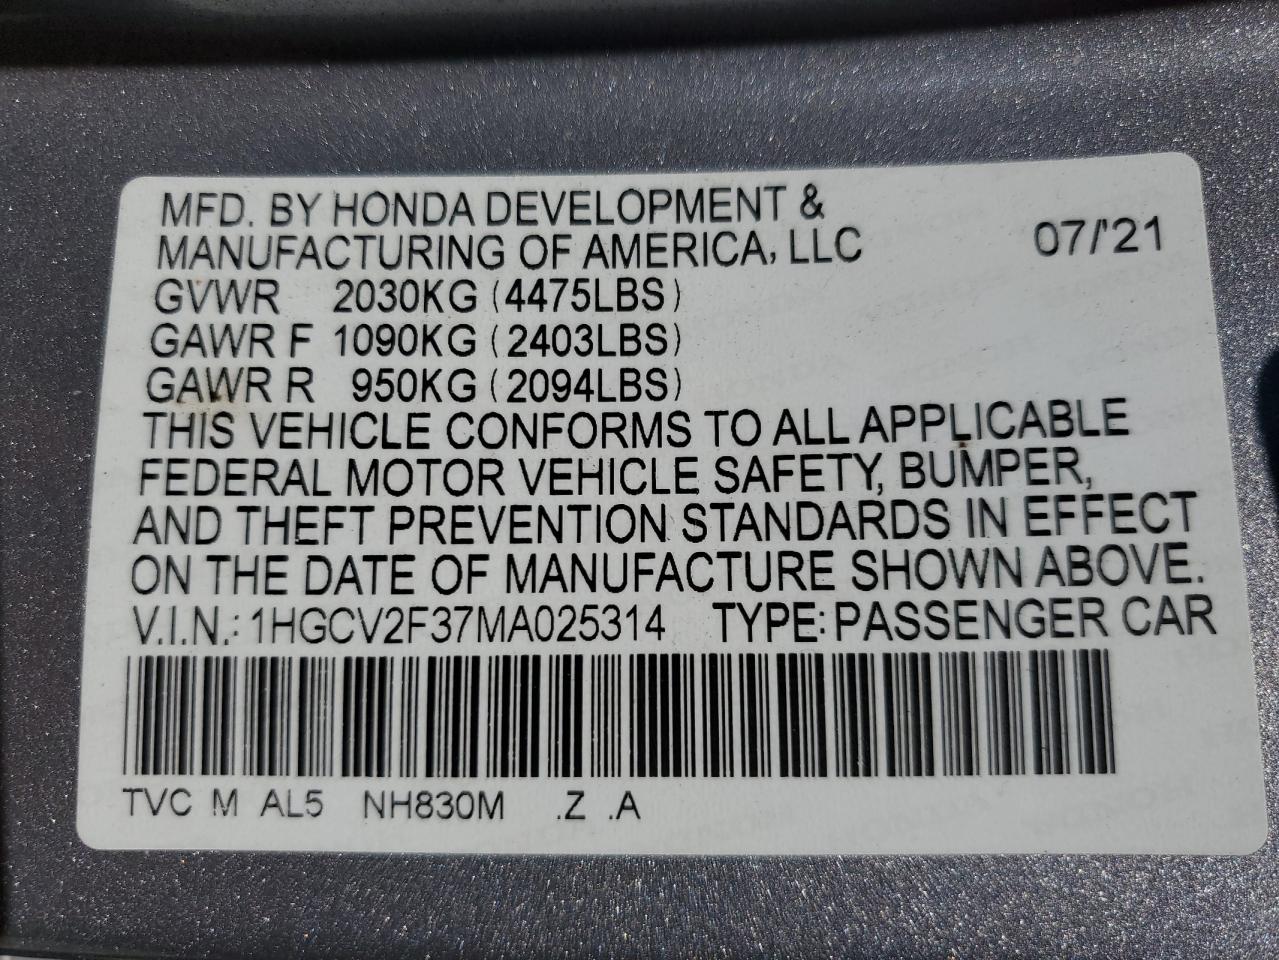 MFD. BY HONDA DEVELOPMENT &
MANUFACTURING OF AMERICA, LLC 07/'21
GVWR 2030KG (4475LBS)
GAWR F 1090KG (2403LBS)
GAWR R 950KG (2094LBS)
THIS VEHICLE CONFORMS TO ALL APPLICABLE
FEDERAL MOTOR VEHICLE SAFETY, BUMPER,
AND THEFT PREVENTION STANDARDS IN EFFECT
ON THE DATE OF MANUFACTURE SHOWN ABOVE.
V.I.N.: 1HGCV2F37MA025314 TYPE: PASSENGER CAR
TVC M AL5 NH830M .Z .A